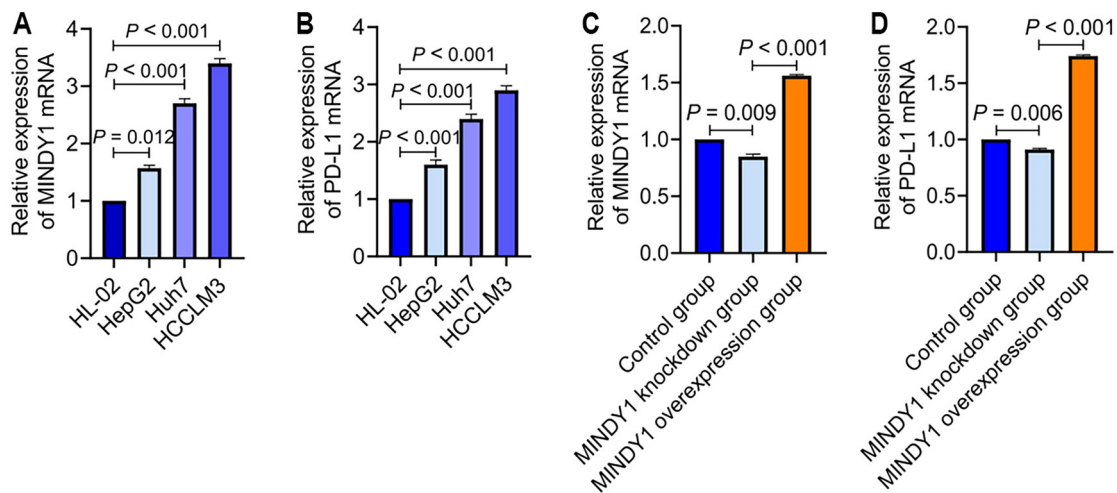 A
Relative expression
of MINDY1 mRNA
4
3
2
1
0
P < 0.001
P < 0.001
P = 0.012
HL-02
HepG2
Huh7
HCCLM3
B
Relative expression
of PD-L1 mRNA
4
3
2
1
0
P < 0.001
P < 0.001
P < 0.001
HL-02
HepG2
Huh7
HCCLM3
C
Relative expression
of MINDY1 mRNA
2.0
1.5
1.0
0.5
0.0
P < 0.001
P = 0.009
Control group
MINDY1 knockdown group
MINDY1 overexpression group
D
Relative expression
of PD-L1 mRNA
2.0
1.5
1.0
0.5
0.0
P < 0.001
P = 0.006
Control group
MINDY1 knockdown group
MINDY1 overexpression group